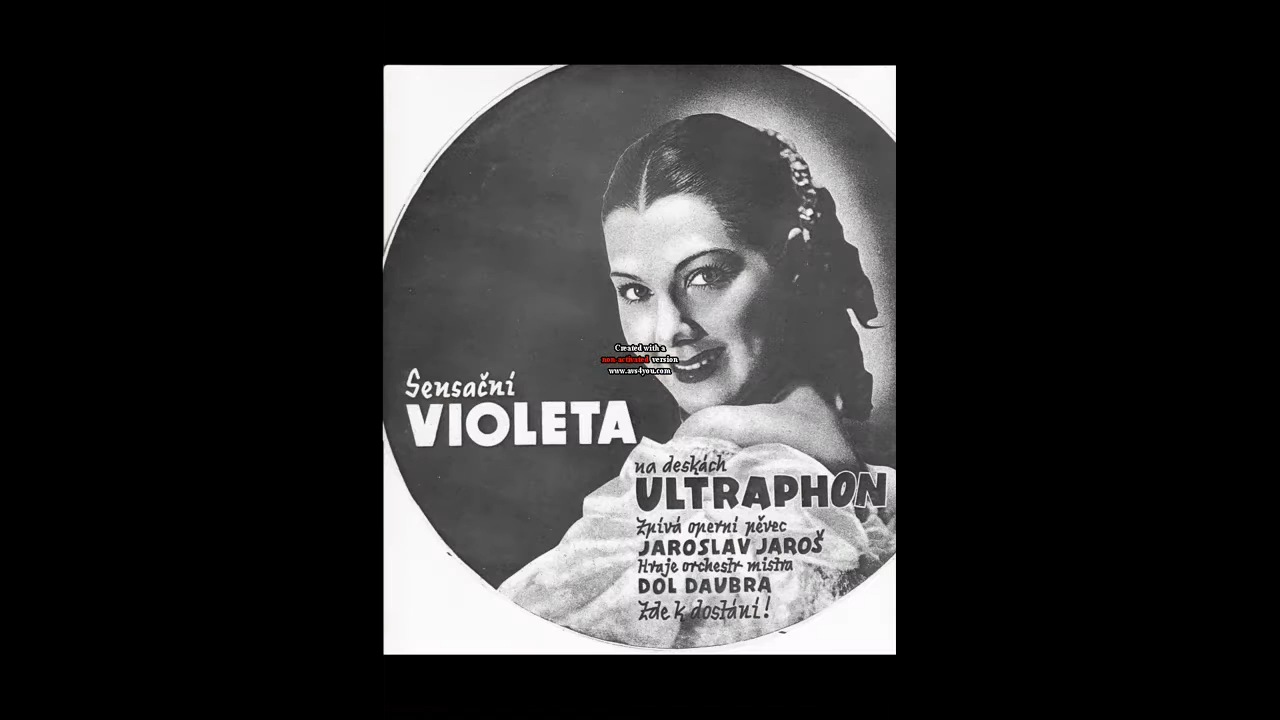 Created with a
non-activated version
www.avs4you.com
Sensační
VIOLETA
na deskách
ULTRAPHON
Zpívá operní pěvec
JAROSLAV JAROŠ
Hraje orchestr mistra
DOL DAUBRA
Zde k dostání!